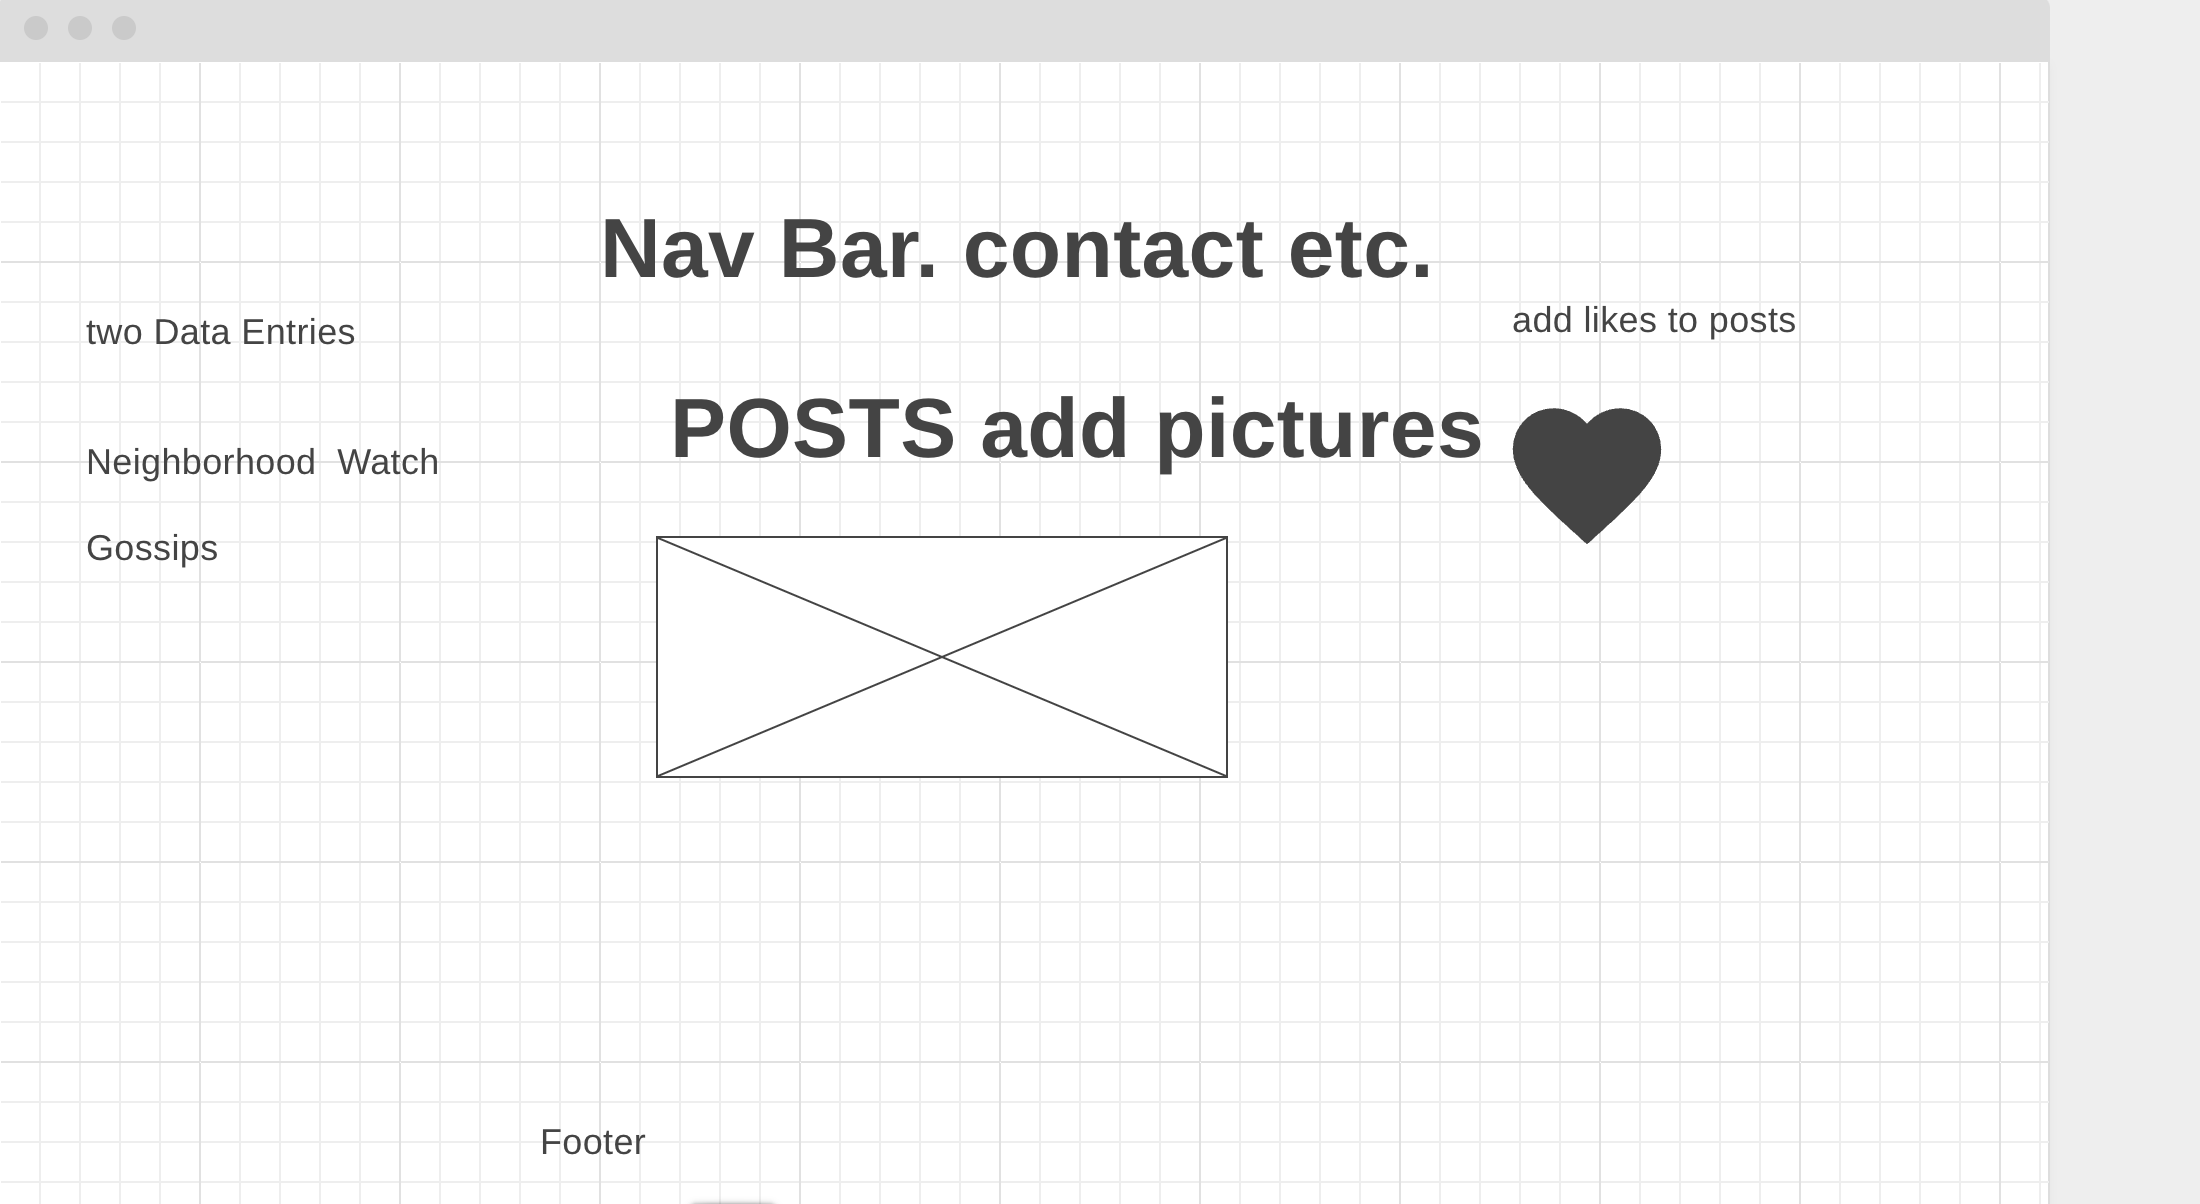 Nav Bar. contact etc.
two Data Entries
add likes to posts
POSTS add pictures
Neighborhood  Watch
Gossips
Footer